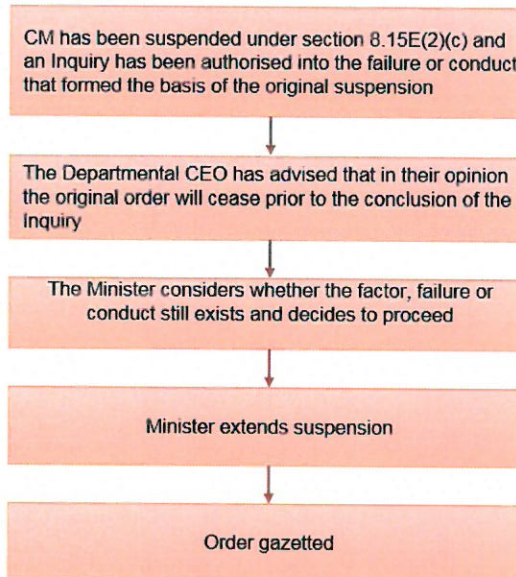 CM has been suspended under section 8.15E(2)(c) and
an Inquiry has been authorised into the failure or conduct
that formed the basis of the original suspension
The Departmental CEO has advised that in their opinion
the original order will cease prior to the conclusion of the
Inquiry
The Minister considers whether the factor, failure or
conduct still exists and decides to proceed
Minister extends suspension
Order gazetted